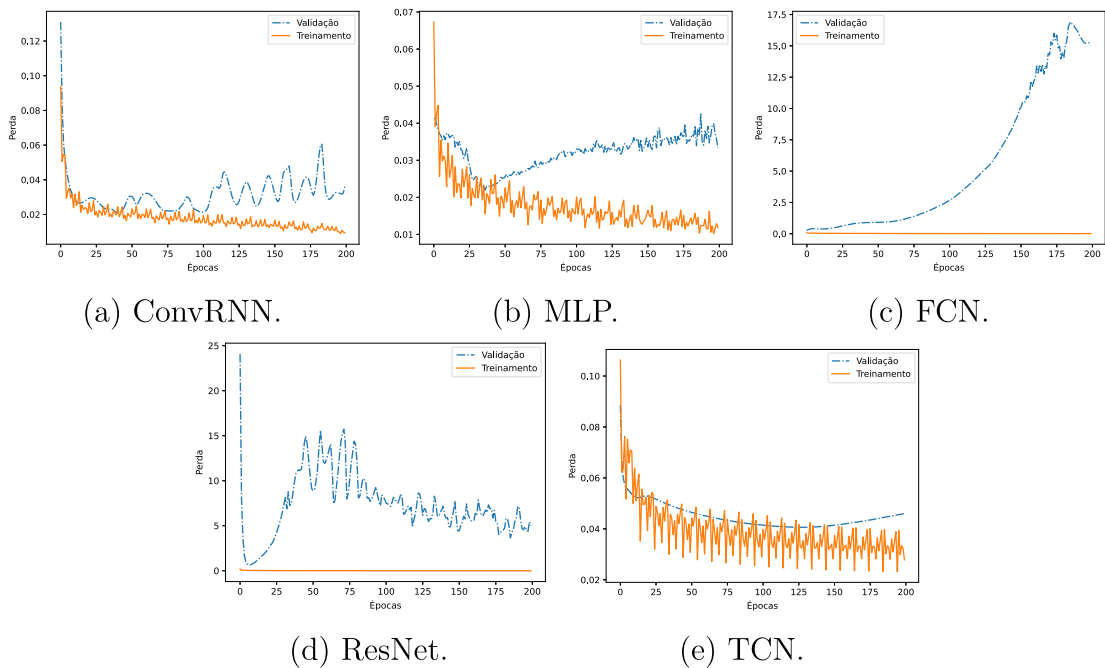 0.12
0.10
0.08
0.06
0.04
0.02
Perda
0 25 50 75 100 125 150 175 200
Épocas
Validação
Treinamento
(a) ConvRNN.
0.07
0.06
0.05
0.04
0.03
0.02
0.01
Perda
0 25 50 75 100 125 150 175 200
Épocas
Validação
Treinamento
(b) MLP.
17.5
15.0
12.5
10.0
7.5
5.0
2.5
0.0
Perda
0 25 50 75 100 125 150 175 200
Épocas
Validação
Treinamento
(c) FCN.
25
20
15
10
5
0
Perda
0 25 50 75 100 125 150 175 200
Épocas
Validação
Treinamento
(d) ResNet.
0,10
0,08
0,06
0,04
0,02
Perda
0 25 50 75 100 125 150 175 200
Épocas
Validação
Treinamento
(e) TCN.